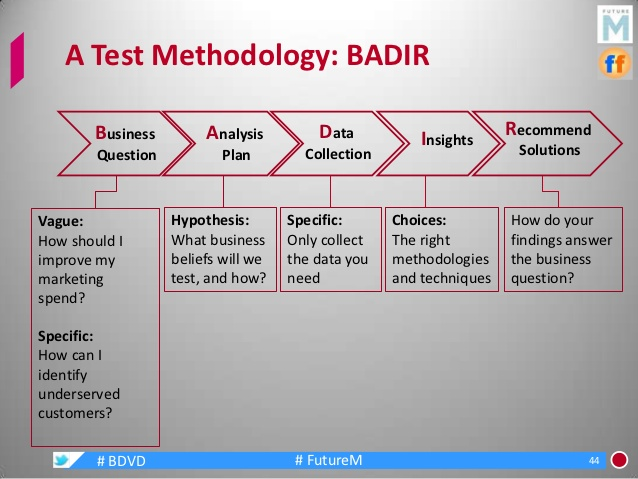 FUTURE
M
ff
A Test Methodology: BADIR
Business
Question
Analysis
Plan
Data
Collection
Insights
Recommend
Solutions
Vague:
How should I
improve my
marketing
spend?
Specific:
How can I
identify
underserved
customers?
Hypothesis:
What business
beliefs will we
test, and how?
Specific:
Only collect
the data you
need
Choices:
The right
methodologies
and techniques
How do your
findings answer
the business
question?
# BDVD
# FutureM
44